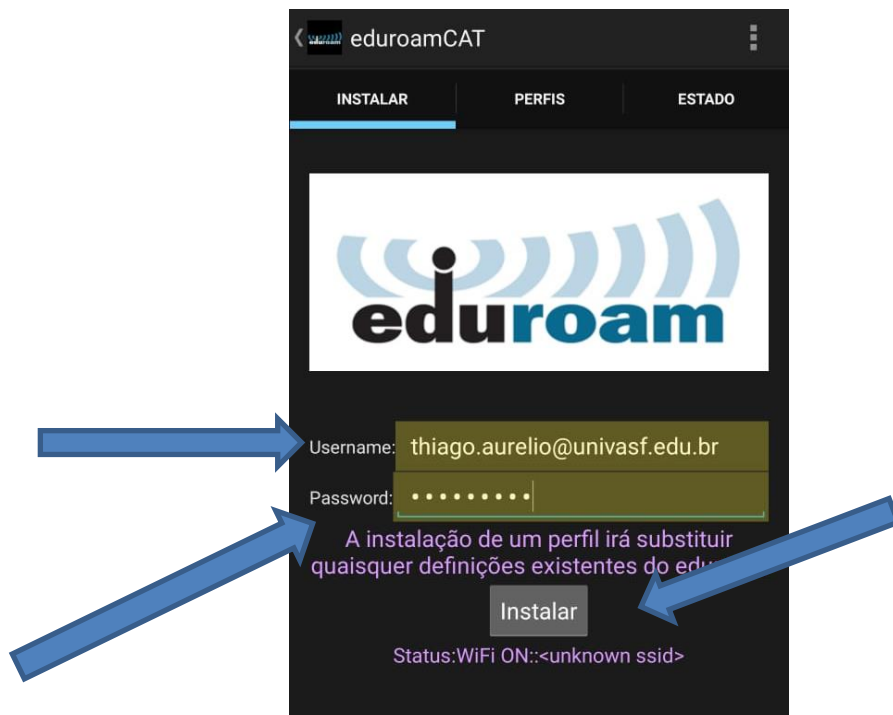 eduroam eduroamCAT
INSTALAR PERFIS ESTADO
eduroam
Username: thiago.aurelio@univasf.edu.br
Password: •••••••••
A instalação de um perfil irá substituir
quaisquer definições existentes do
Instalar
Status:WiFi ON::<unknown ssid>